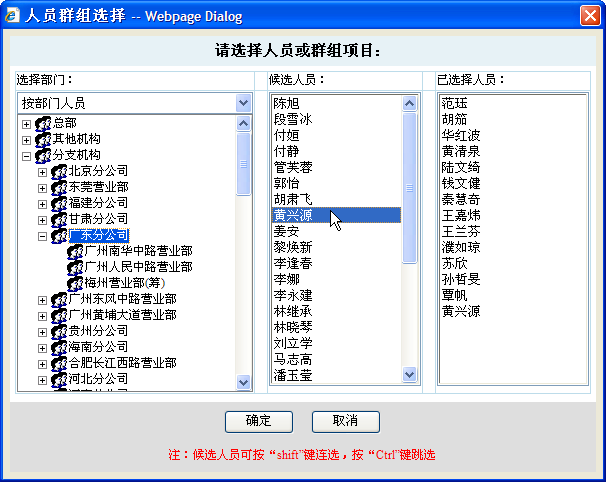 人员群组选择 -- Webpage Dialog
请选择人员或群组项目：
选择部门：
按部门人员
总部
其他机构
分支机构
北京分公司
东莞营业部
福建分公司
甘肃分公司
广东分公司
广州南华中路营业部
广州人民中路营业部
梅州营业部(筹)
广州东风中路营业部
广州黄埔大道营业部
贵州分公司
海南分公司
合肥长江西路营业部
河北分公司
候选人员：
陈旭
段雪冰
付姮
付静
管芙蓉
郭怡
胡肃飞
黄兴源
姜安
黎焕新
李逢春
李娜
李永建
林继承
林晓琴
刘立学
马志高
潘玉莹
已选择人员：
范珏
胡笳
华红波
黄清泉
陆文绮
钱文健
秦慧奇
王嘉炜
王兰芬
濮如琼
苏欣
孙哲旻
覃帆
黄兴源
确定
取消
注：候选人员可按“shift”键连选，按“Ctrl”键跳选